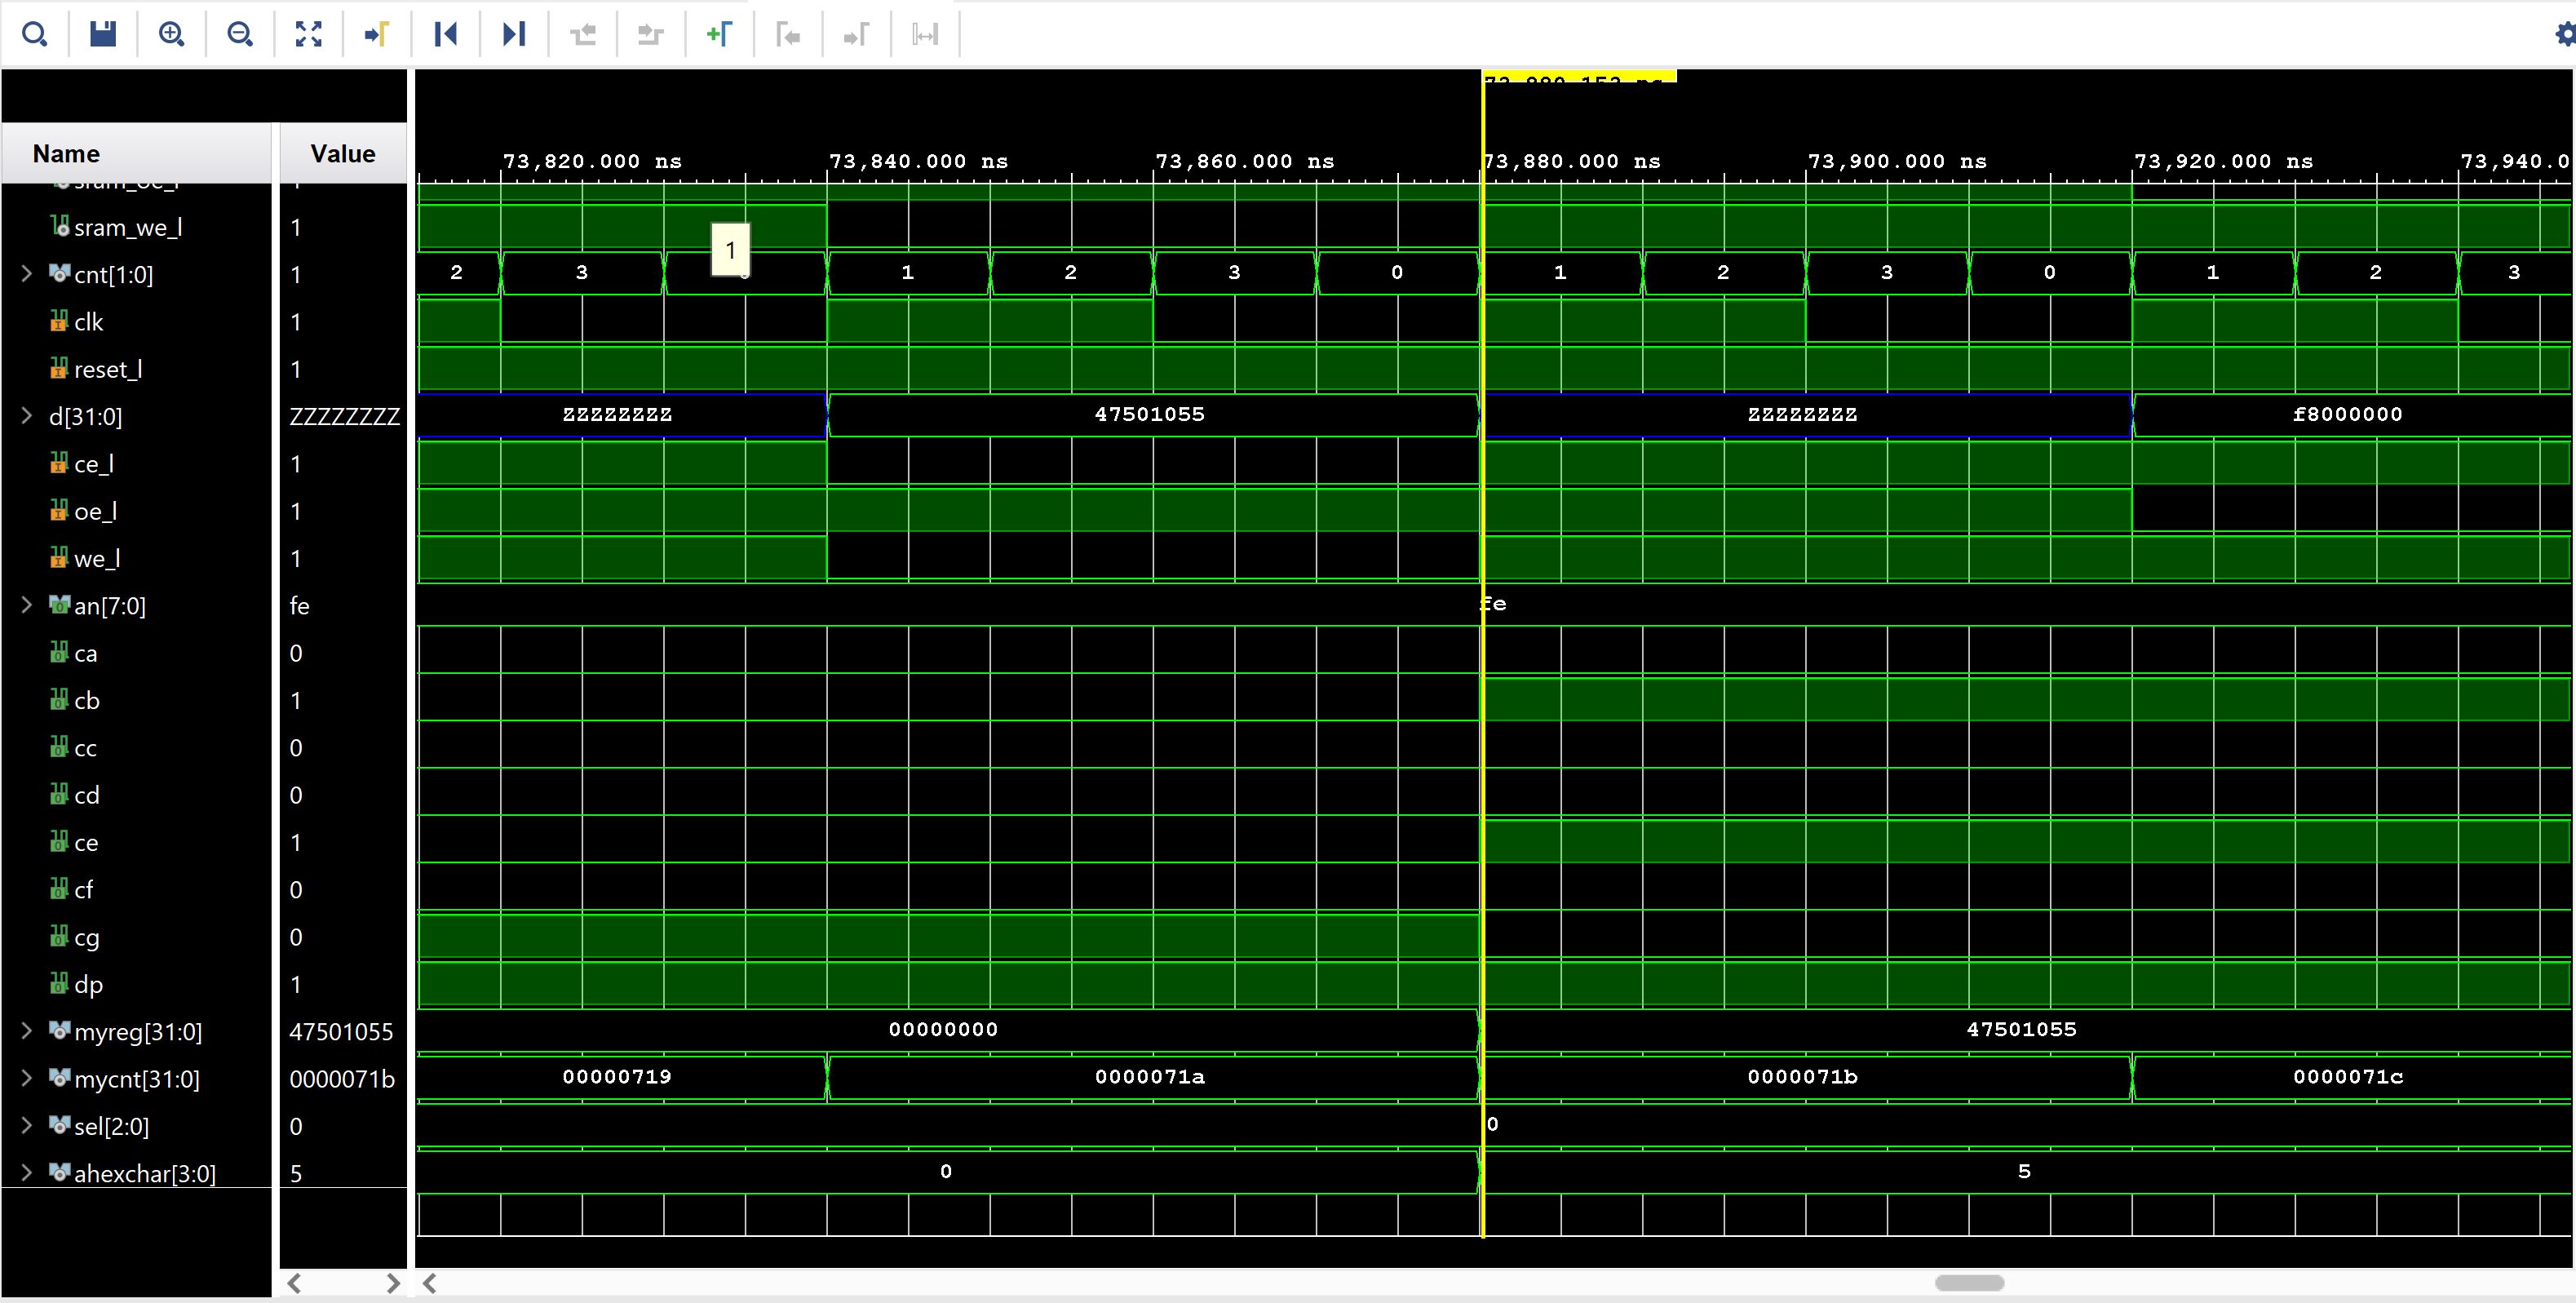 Name Value
73,820.000 ns 73,840.000 ns 73,860.000 ns 73,880.000 ns 73,900.000 ns 73,920.000 ns 73,940.0
sram_we_l 1
1
cnt[1:0] 1 2 3 1 2 3 0 1 2 3 0 1 2 3
clk 1
reset_l 1
d[31:0] ZZZZZZZZ ZZZZZZZZ 47501055 ZZZZZZZZ f8000000
ce_l 1
oe_l 1
we_l 1
an[7:0] fe fe
ca 0
cb 1
cc 0
cd 0
ce 1
cf 0
cg 0
dp 1
myreg[31:0] 47501055 00000000 47501055
mycnt[31:0] 0000071b 00000719 0000071a 0000071b 0000071c
sel[2:0] 0 0
ahexchar[3:0] 5 0 5